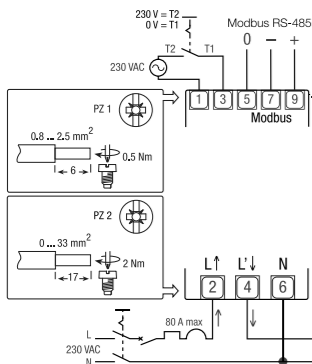 230 V = T2
0 V = T1
Modbus RS-485
T2 T1 0 – +
230 VAC
1 3 5 7 9
Modbus
PZ 1
0.8 ... 2.5 mm²
6
0.5 Nm
PZ 2
0 ... 33 mm²
17
2 Nm
L↑ L'↓ N
2 4 6
80 A max
L
230 VAC
N